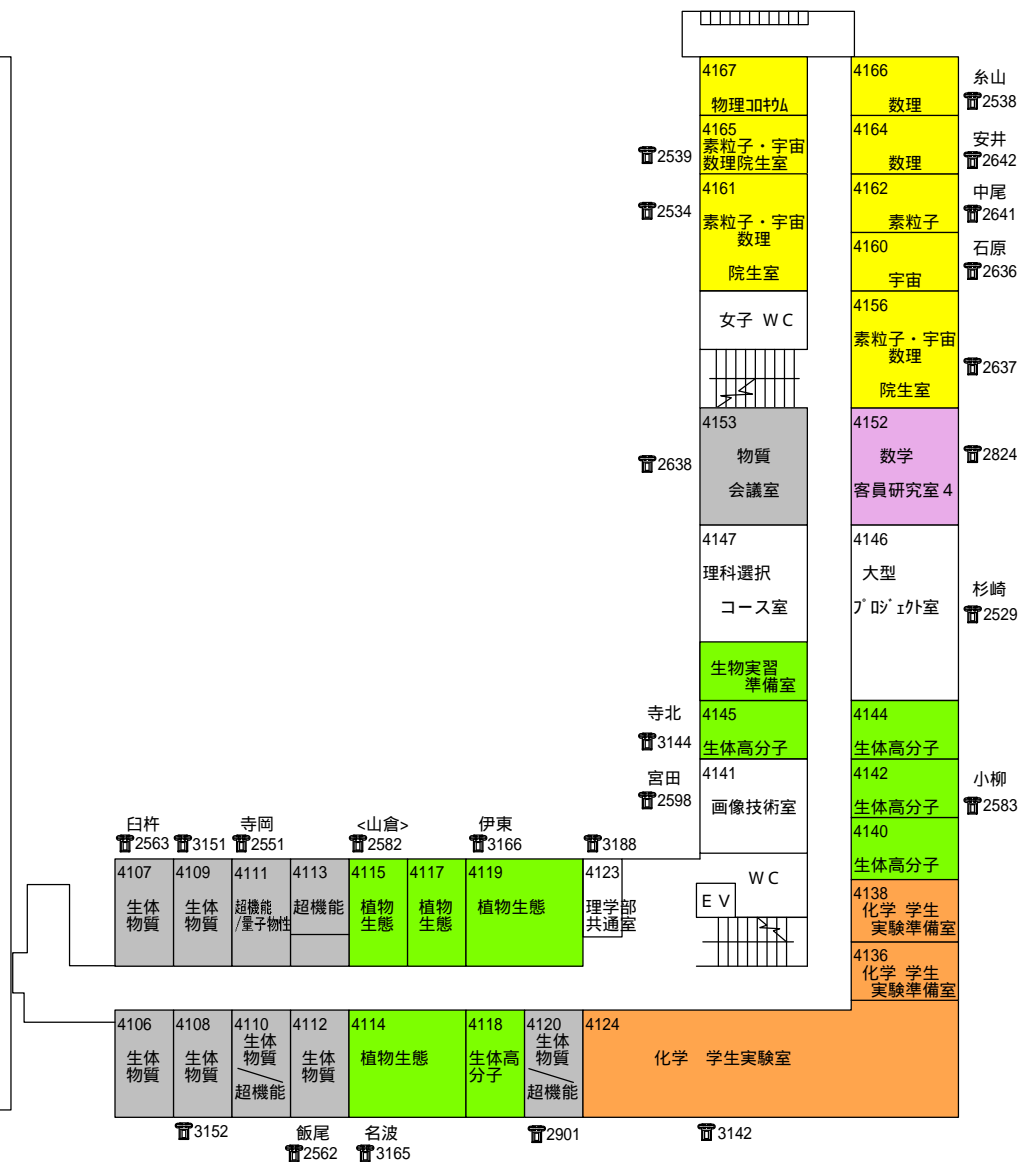 4167
物理ｺﾛｷｳﾑ
4166
数理
糸山
2538
4165
素粒子・宇宙
数理院生室
2539
4164
数理
安井
2642
4161
素粒子・宇宙
数理
院生室
2534
4162
素粒子
中尾
2641
4160
宇宙
石原
2636
女子 ＷＣ
4156
素粒子・宇宙
数理
院生室
2637
4153
物質
会議室
2638
4152
数学
客員研究室４
2824
4147
理科選択
コース室
4146
大型
ﾌﾟﾛｼﾞｪｸﾄ室
杉崎
2529
生物実習
準備室
寺北
3144
4145
生体高分子
4144
生体高分子
宮田
2598
4141
画像技術室
4142
生体高分子
小柳
2583
4140
生体高分子
ＷＣ
ＥＶ
4138
化学 学生
実験準備室
4136
化学 学生
実験準備室
臼杵
2563
3151
寺岡
2551
<山倉>
2582
伊東
3166
3188
4107
生体
物質
4109
生体
物質
4111
超機能
/量子物性
4113
超機能
4115
植物
生態
4117
植物
生態
4119
植物生態
4123
理学部
共通室
4106
生体
物質
4108
生体
物質
4110
生体
物質
超機能
4112
生体
物質
4114
植物生態
4118
生体高
分子
4120
生体
物質
超機能
4124
化学 学生実験室
3152
飯尾
2562
名波
3165
2901
3142